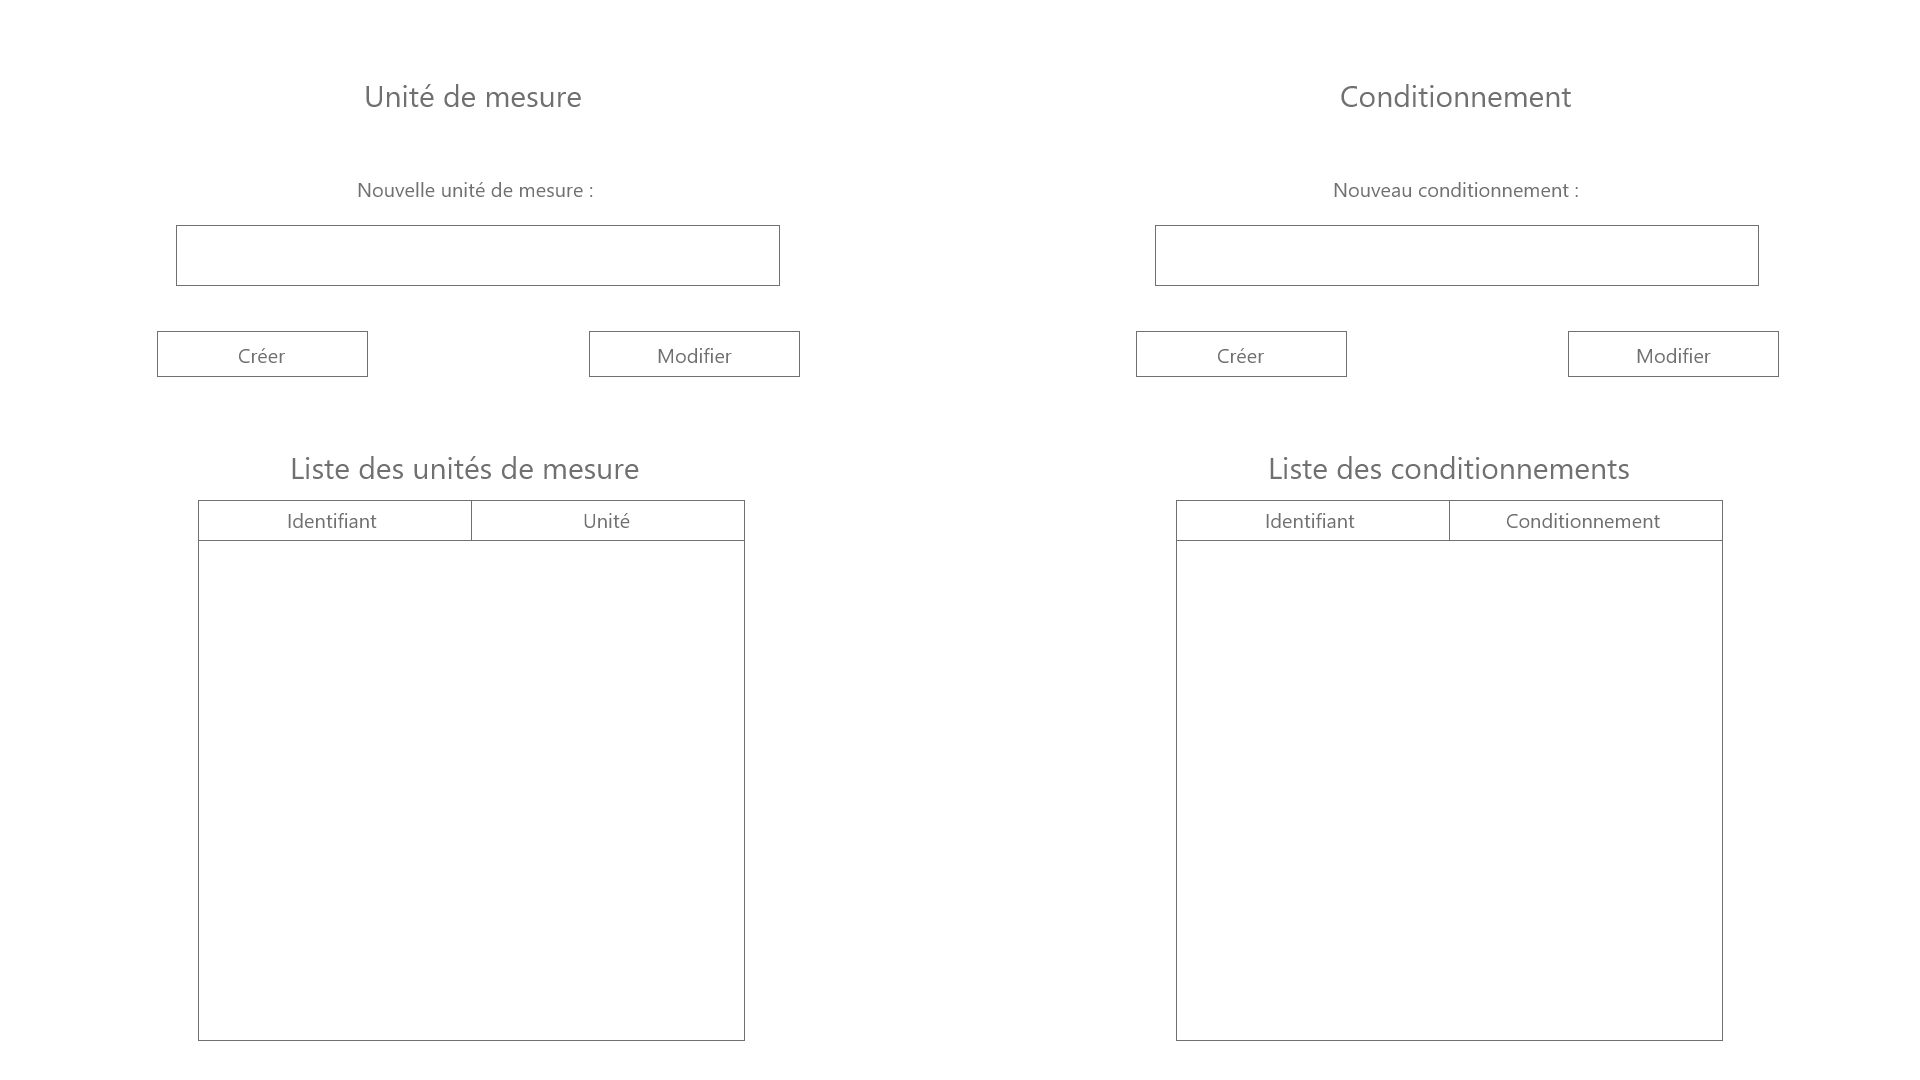 Unité de mesure
Nouvelle unité de mesure :
Créer
Modifier
Liste des unités de mesure
Identifiant
Unité
Conditionnement
Nouveau conditionnement :
Créer
Modifier
Liste des conditionnements
Identifiant
Conditionnement